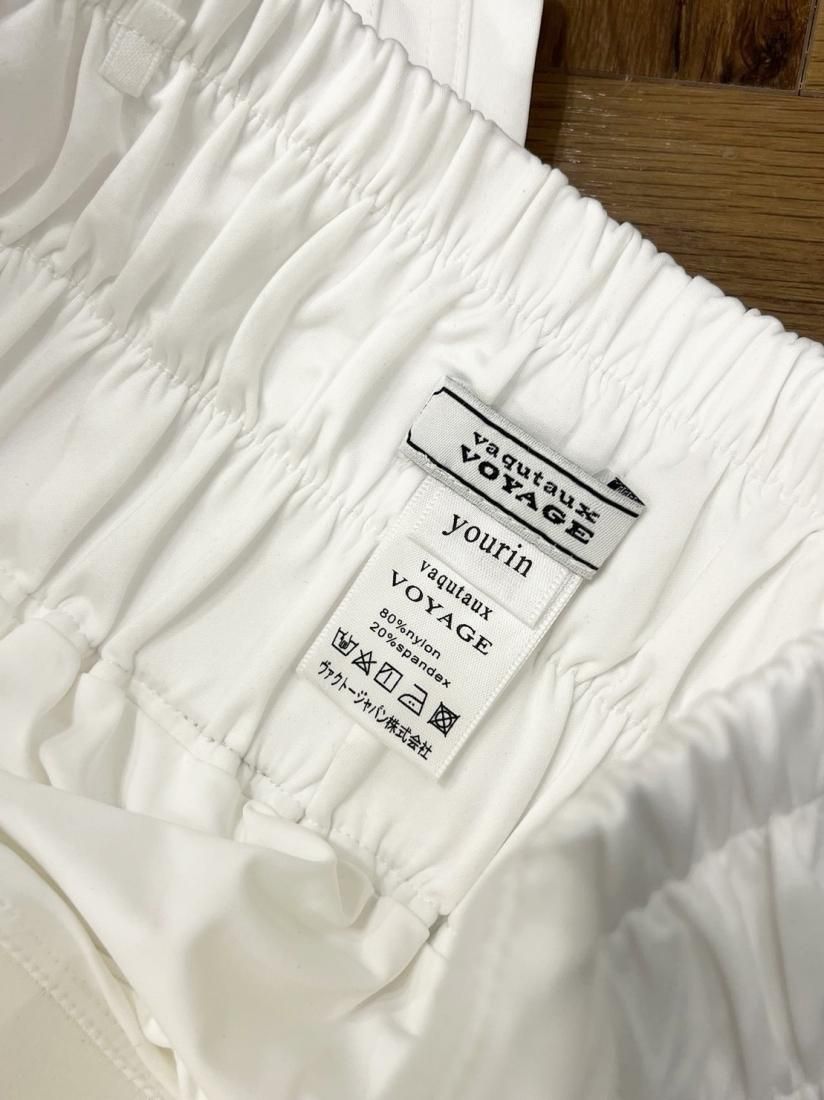 vaqutaux
VOYAGE
yourin
vaqutaux
VOYAGE
80%nylon
20%spandex
ヴァクトージャパン株式会社